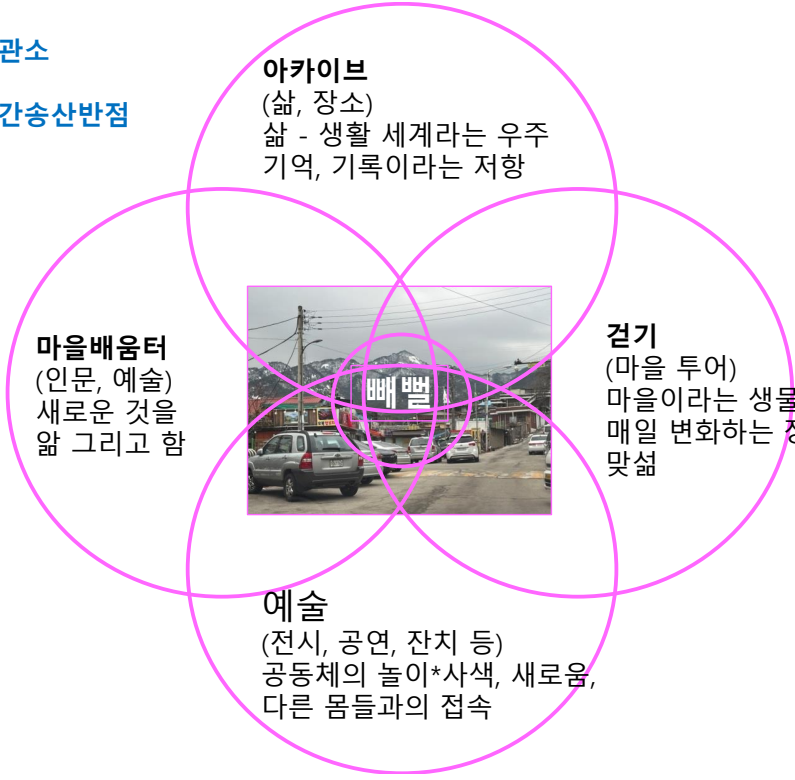 관소
간송산반점
아카이브
(삶, 장소)
삶 - 생활 세계라는 우주
기억, 기록이라는 저항
마을배움터
(인문, 예술)
새로운 것을
앎 그리고 함
빼뻘
걷기
(마을 투어)
마을이라는 생물
매일 변화하는
맞섦
예술
(전시, 공연, 잔치 등)
공동체의 놀이*사색, 새로움,
다른 몸들과의 접속